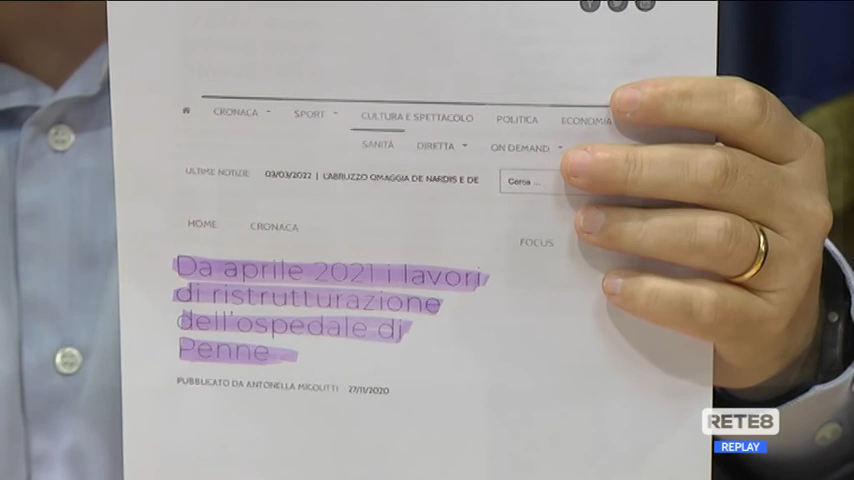 CRONACA SPORT CULTURA E SPETTACOLO POLITICA ECONOMIA
SANITÀ DIRETTA ON DEMAND
ULTIME NOTIZIE 03/03/2022 | L'ABRUZZO OMAGGIA DE NARDIS E DE
Cerca ...
HOME CRONACA
FOCUS
Da aprile 2021 i lavori
di ristrutturazione
dell'ospedale di
Penne
PUBBLICATO DA ANTONELLA MICOLITTI 27/11/2020
RETE8
REPLAY